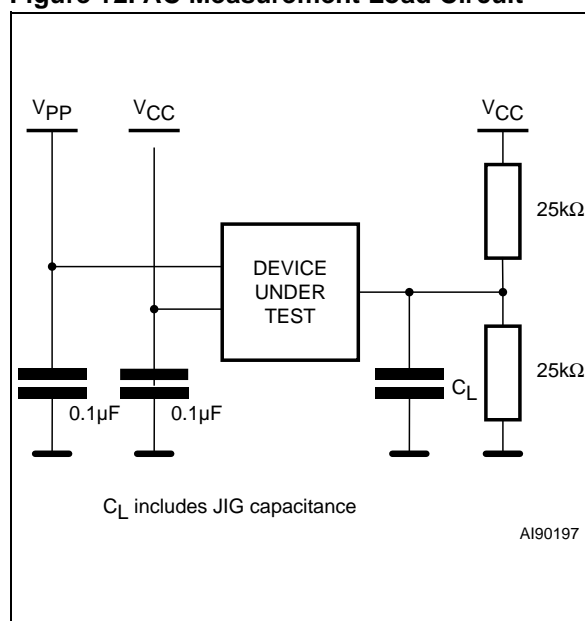 Figure 12. AC Measurement Load Circuit
VPP
VCC
VCC
25kΩ
DEVICE
UNDER
TEST
25kΩ
CL
0.1µF
0.1µF
CL includes JIG capacitance
AI90197